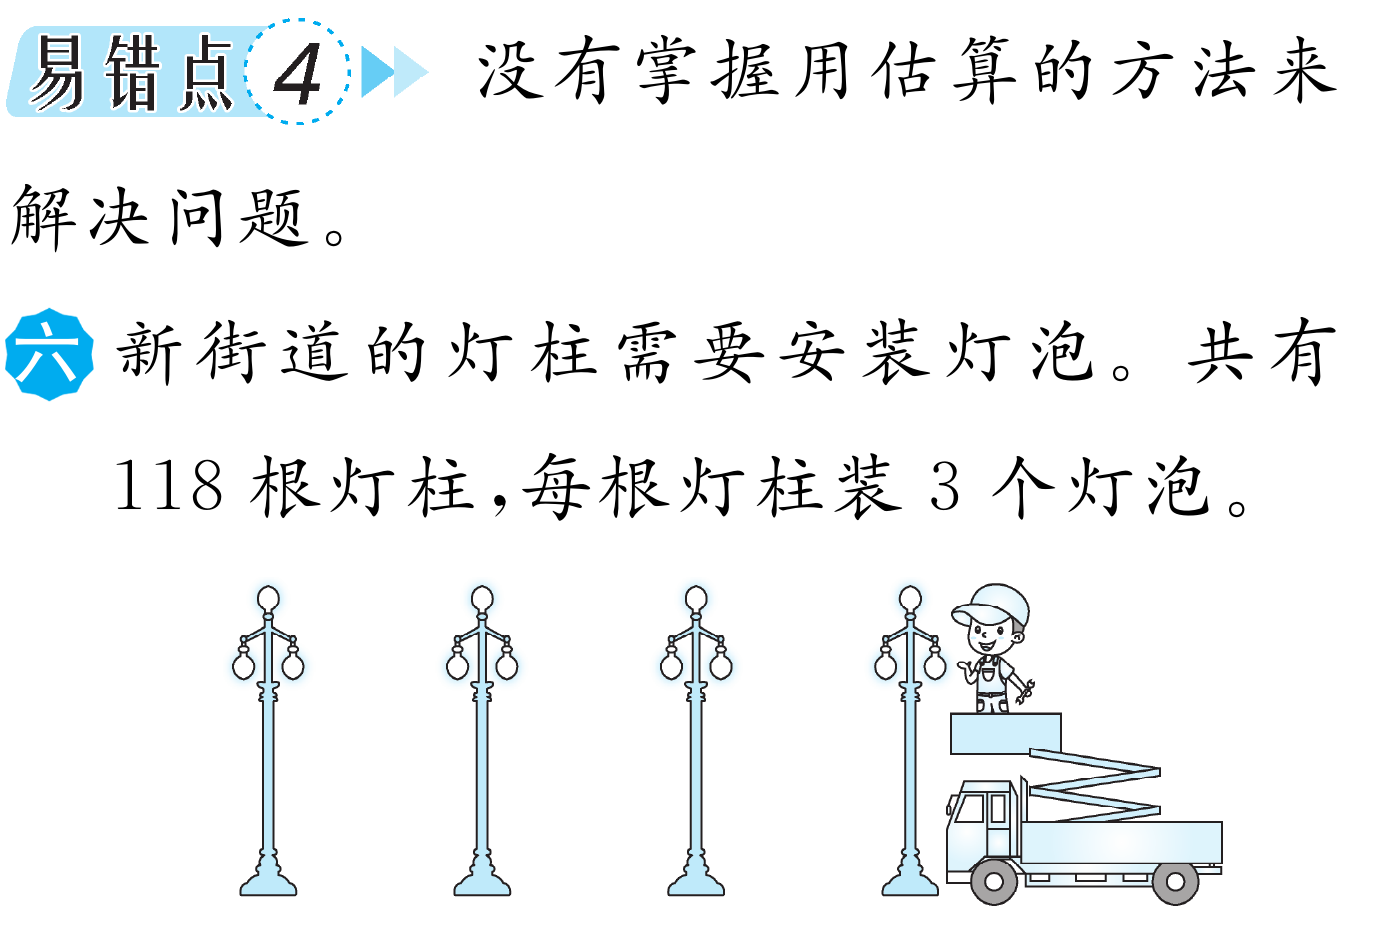 易错点4 没有掌握用估算的方法来
解决问题。
六 新街道的灯柱需要安装灯泡。共有
118根灯柱,每根灯柱装3个灯泡。